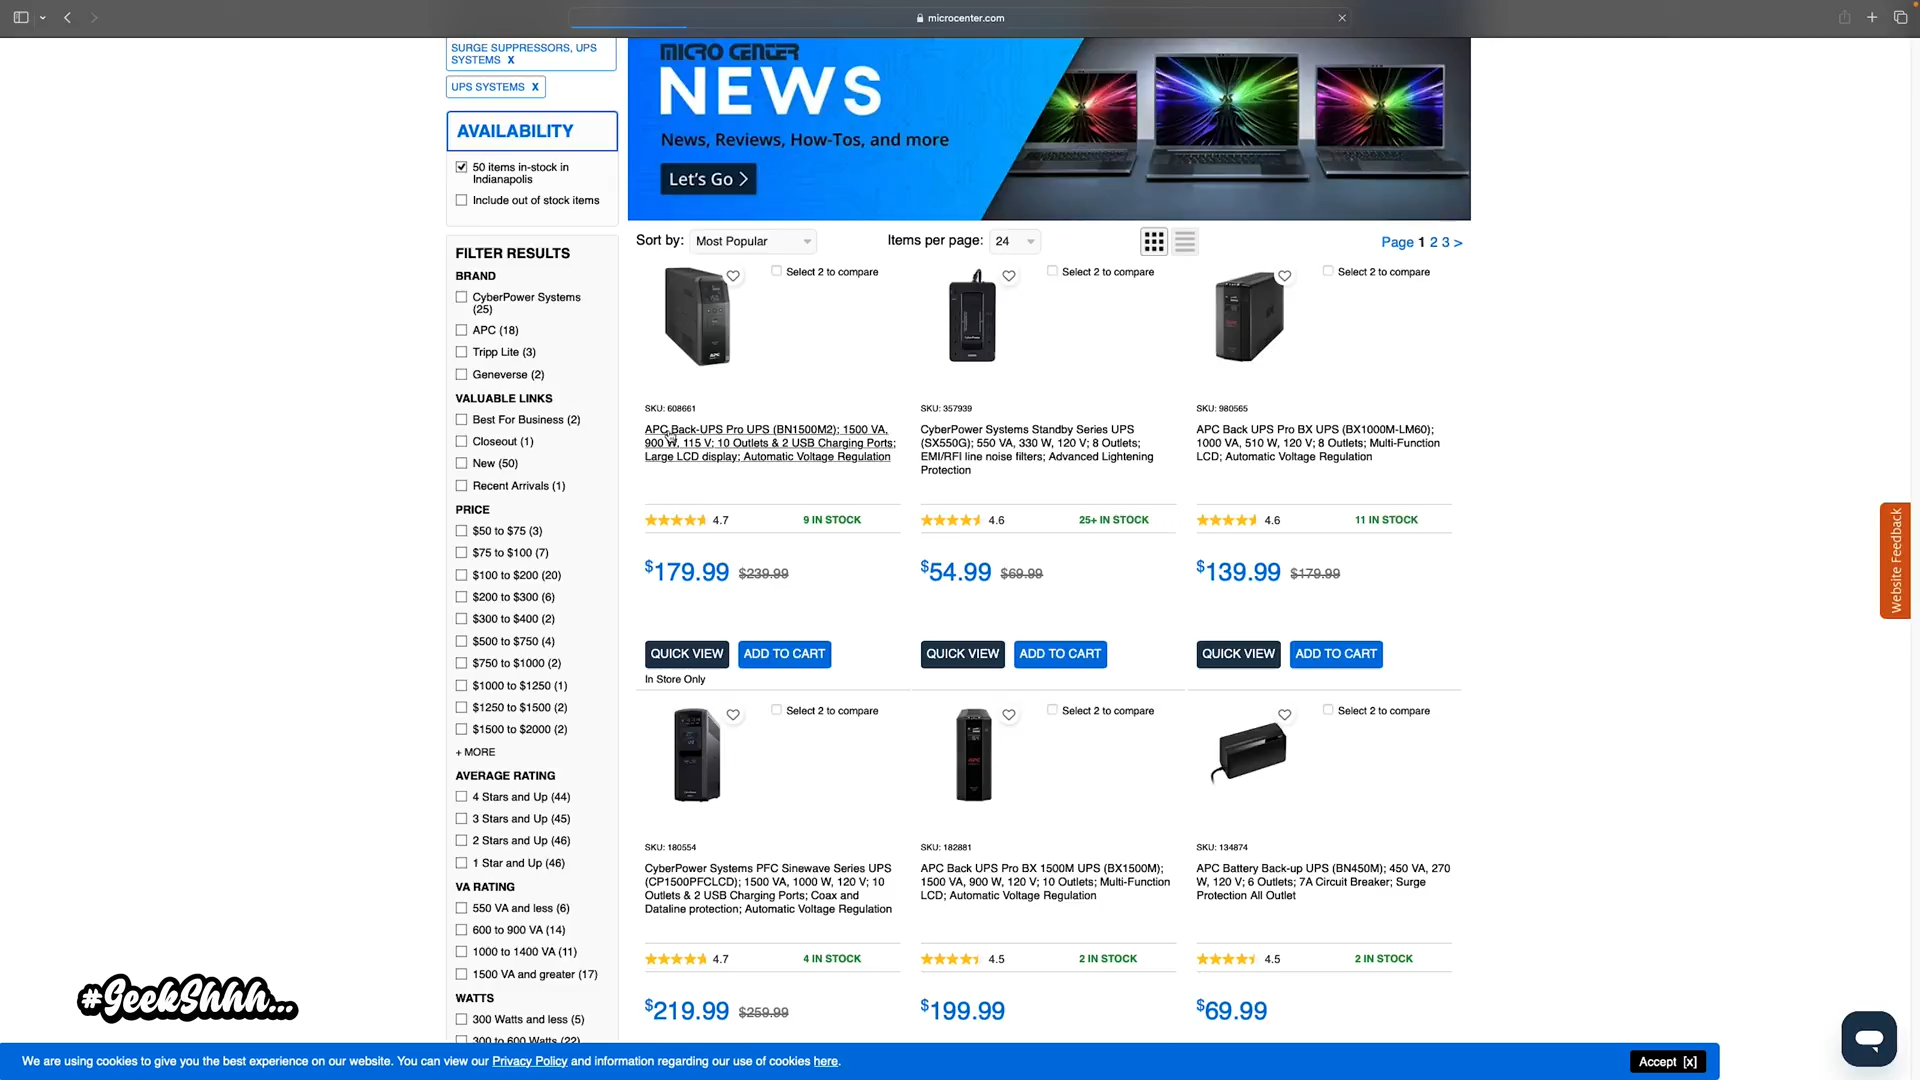 microcenter.com
SURGE SUPPRESSORS, UPS
SYSTEMS X
UPS SYSTEMS X
AVAILABILITY
50 items in-stock in
Indianapolis
Include out of stock items
FILTER RESULTS
BRAND
CyberPower Systems
(25)
APC (18)
Tripp Lite (3)
Geneverse (2)
VALUABLE LINKS
Best For Business (2)
Closeout (1)
New (50)
Recent Arrivals (1)
PRICE
$50 to $75 (3)
$75 to $100 (7)
$100 to $200 (20)
$200 to $300 (6)
$300 to $400 (2)
$500 to $750 (4)
$750 to $1000 (2)
$1000 to $1250 (1)
$1250 to $1500 (2)
$1500 to $2000 (2)
+ MORE
AVERAGE RATING
4 Stars and Up (44)
3 Stars and Up (45)
2 Stars and Up (46)
1 Star and Up (46)
VA RATING
550 VA and less (6)
600 to 900 VA (14)
1000 to 1400 VA (11)
1500 VA and greater (17)
WATTS
300 Watts and less (5)
300 to 600 Watts (22)
MICRO CENTER
NEWS
News, Reviews, How-Tos, and more
Let's Go >
Sort by: Most Popular
Items per page: 24
Page 1 2 3 >
Select 2 to compare
SKU: 608661
APC Back-UPS Pro UPS (BN1500M2); 1500 VA,
900 W, 115 V; 10 Outlets & 2 USB Charging Ports;
Large LCD display; Automatic Voltage Regulation
4.7 9 IN STOCK
$179.99 $239.99
QUICK VIEW ADD TO CART
In Store Only
Select 2 to compare
SKU: 357939
CyberPower Systems Standby Series UPS
(SX550G); 550 VA, 330 W, 120 V; 8 Outlets;
EMI/RFI line noise filters; Advanced Lightening
Protection
4.6 25+ IN STOCK
$54.99 $69.99
QUICK VIEW ADD TO CART
Select 2 to compare
SKU: 980565
APC Back UPS Pro BX UPS (BX1000M-LM60);
1000 VA, 510 W, 120 V; 8 Outlets; Multi-Function
LCD; Automatic Voltage Regulation
4.6 11 IN STOCK
$139.99 $179.99
QUICK VIEW ADD TO CART
Select 2 to compare
SKU: 180554
CyberPower Systems PFC Sinewave Series UPS
(CP1500PFCLCD); 1500 VA, 1000 W, 120 V; 10
Outlets & 2 USB Charging Ports; Coax and
Dataline protection; Automatic Voltage Regulation
4.7 4 IN STOCK
$219.99 $259.99
Select 2 to compare
SKU: 182881
APC Back UPS Pro BX 1500M UPS (BX1500M);
1500 VA, 900 W, 120 V; 10 Outlets; Multi-Function
LCD; Automatic Voltage Regulation
4.5 2 IN STOCK
$199.99
Select 2 to compare
SKU: 134874
APC Battery Back-up UPS (BN450M); 450 VA, 270
W, 120 V; 6 Outlets; 7A Circuit Breaker; Surge
Protection All Outlet
4.5 2 IN STOCK
$69.99
Website Feedback
#GeekShhh...
We are using cookies to give you the best experience on our website. You can view our Privacy Policy and information regarding our use of cookies here.
Accept [x]